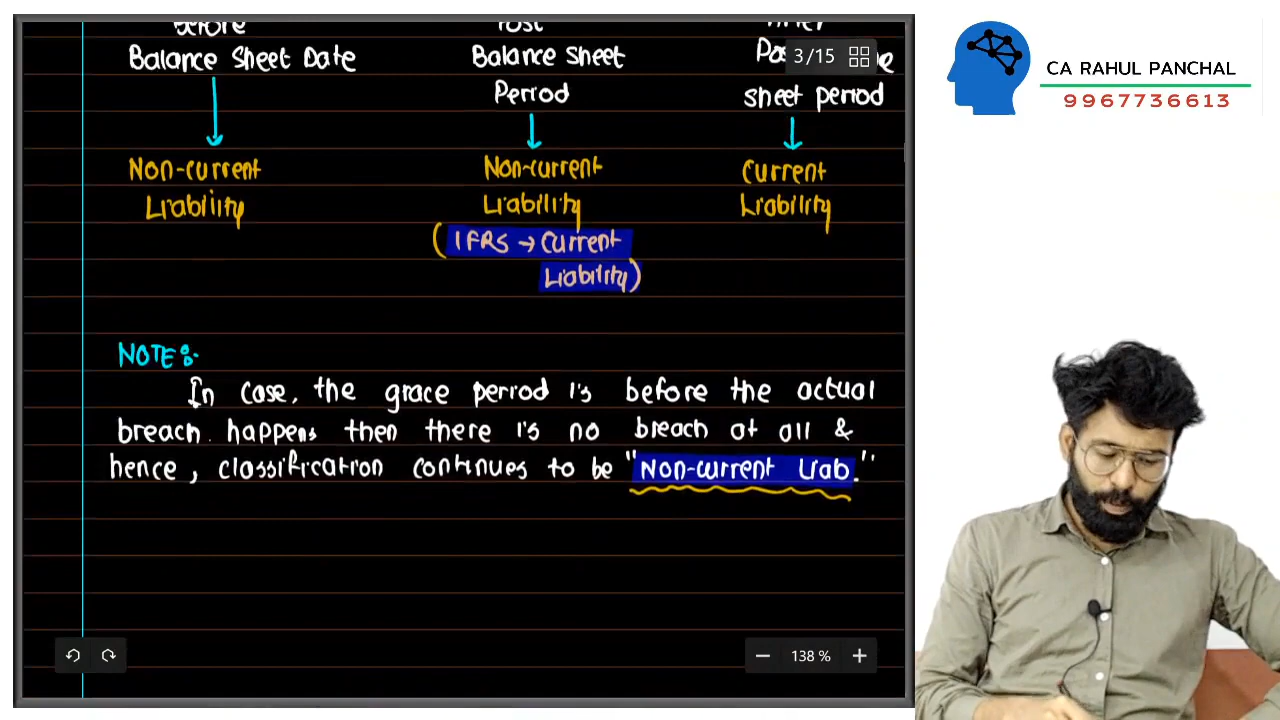 Before
Balance Sheet Date
Non-current
Liability
Post
Balance Sheet
Period
Non-current
Liability
( IFRS → Current
Liability)
sheet period
Current
Liability
3/15
NOTE:-
In case, the grace period is before the actual
breach happens then there is no breach at all &
hence, classification continues to be "Non-current Liab."
138 %
CA RAHUL PANCHAL
9967736613